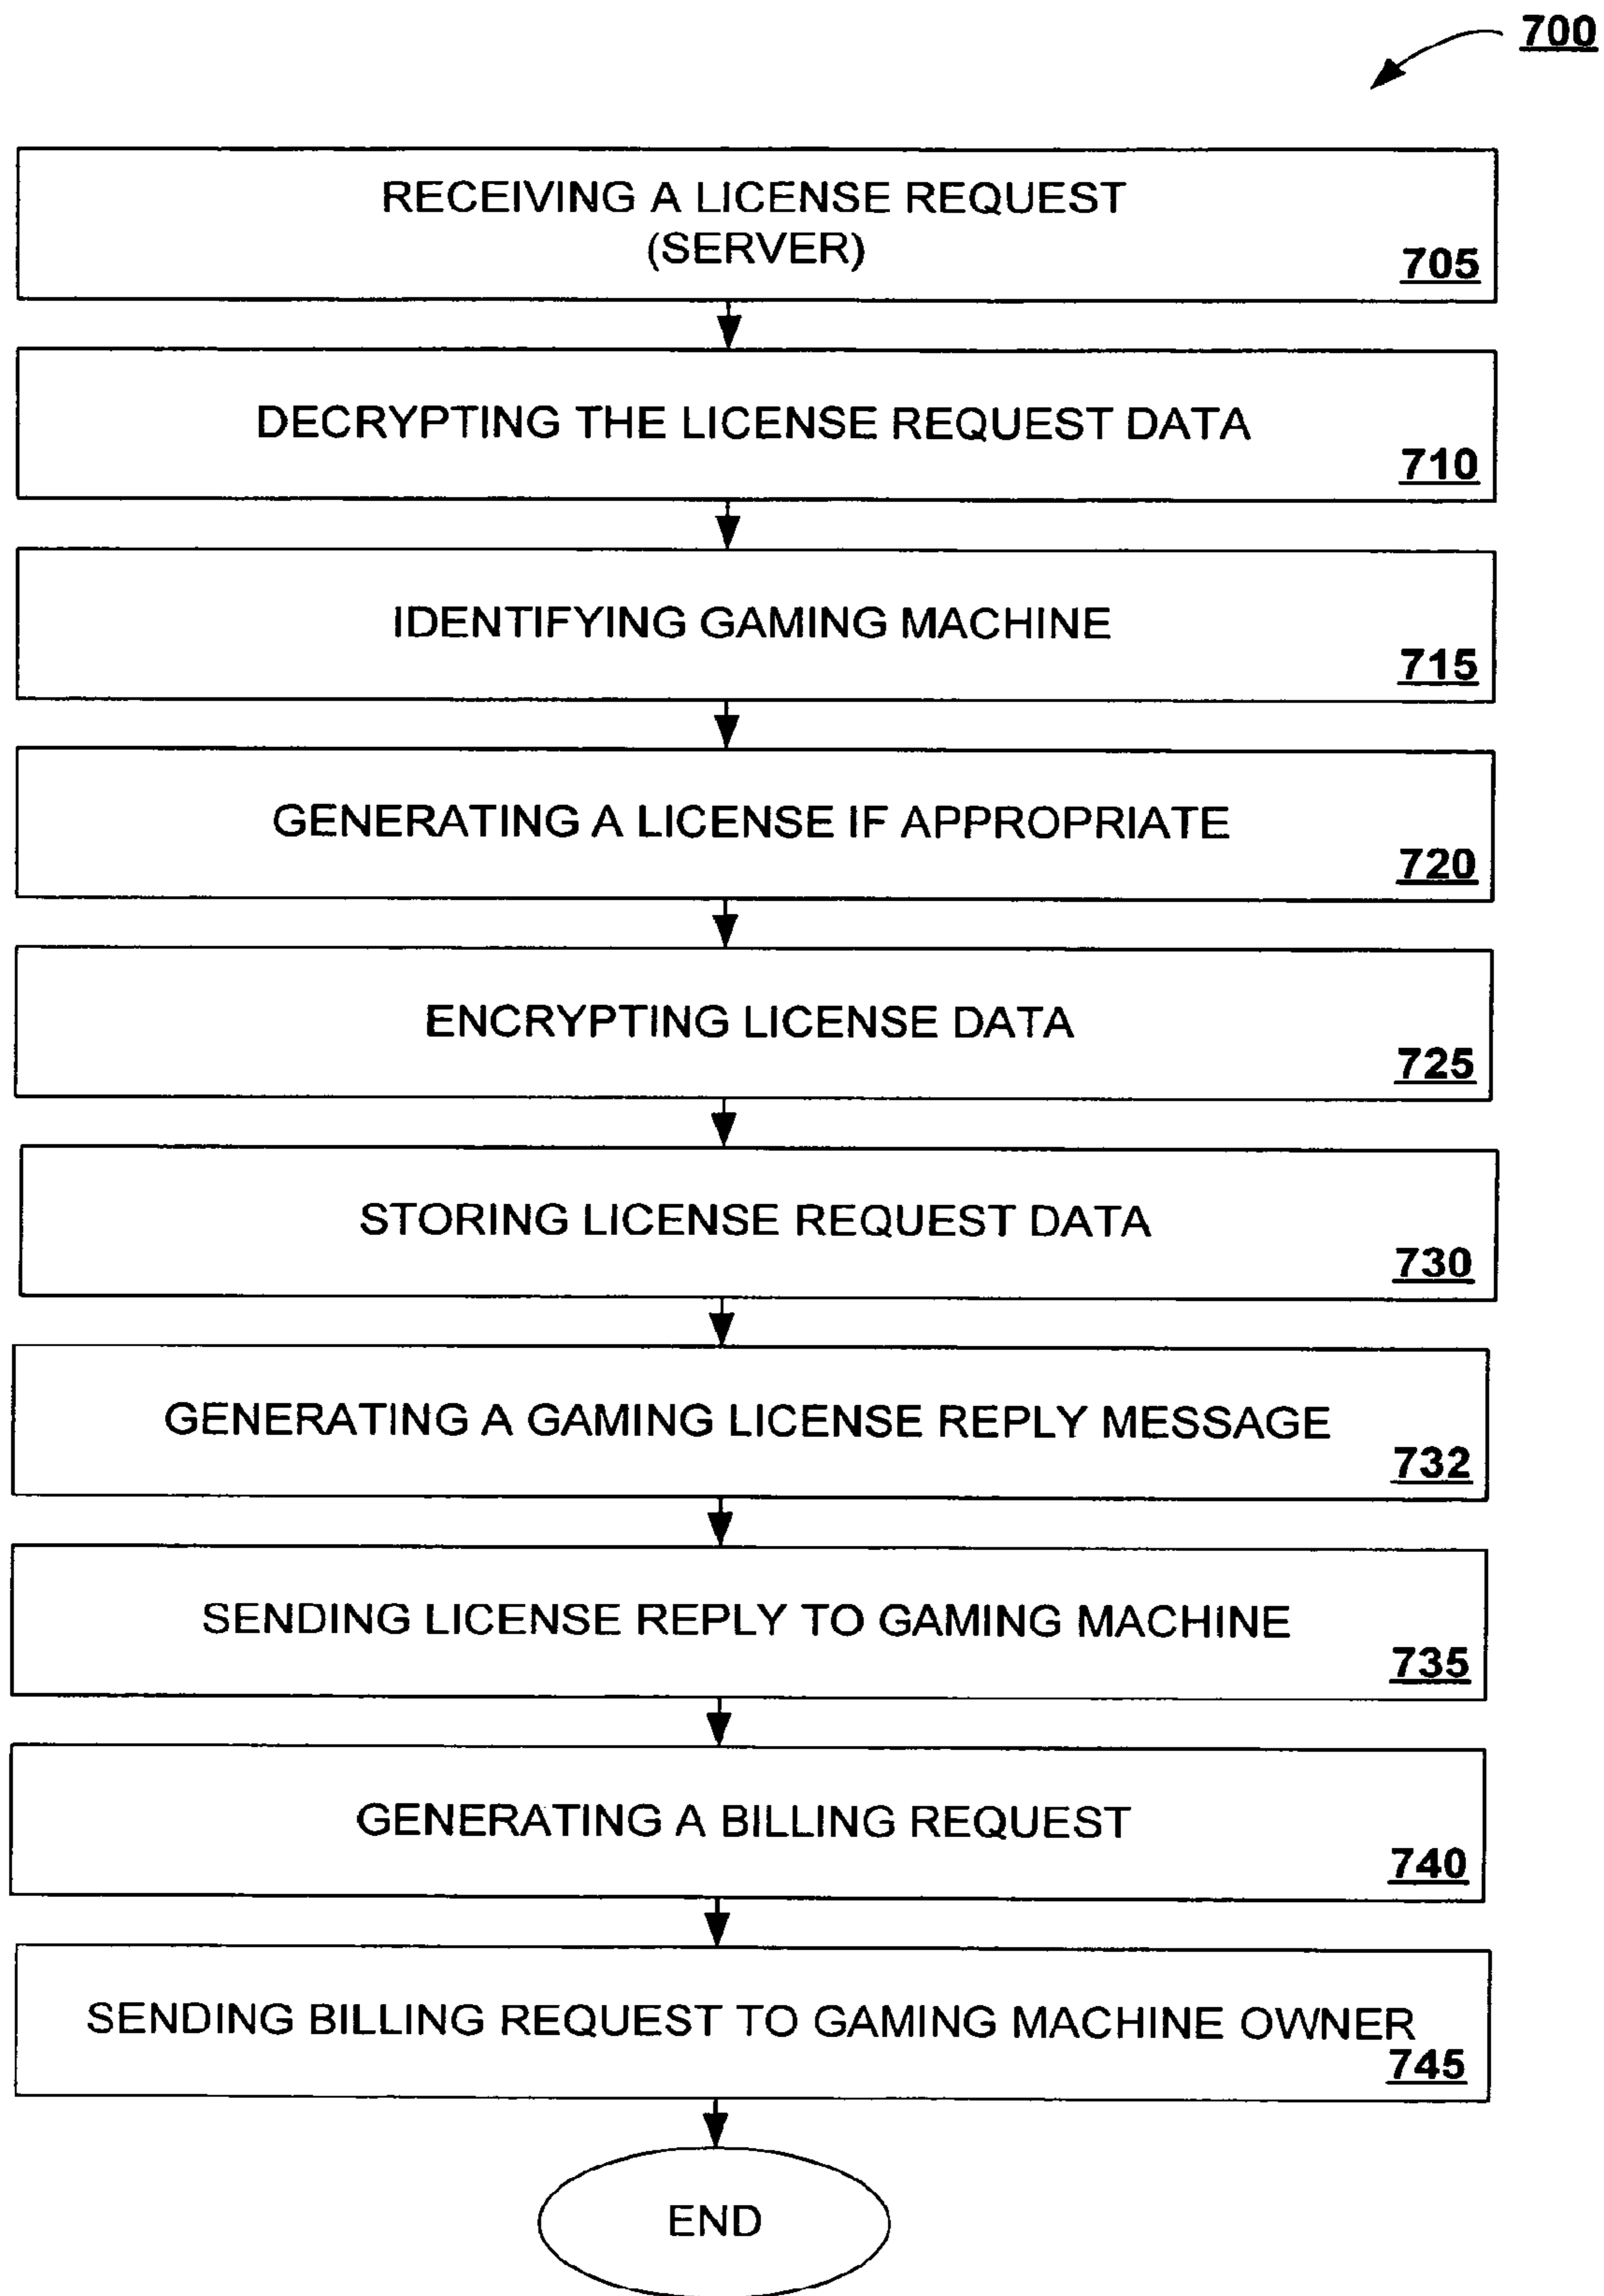 700
RECEIVING A LICENSE REQUEST
(SERVER)
705
DECRYPTING THE LICENSE REQUEST DATA
710
IDENTIFYING GAMING MACHINE
715
GENERATING A LICENSE IF APPROPRIATE
720
ENCRYPTING LICENSE DATA
725
STORING LICENSE REQUEST DATA
730
GENERATING A GAMING LICENSE REPLY MESSAGE
732
SENDING LICENSE REPLY TO GAMING MACHINE
735
GENERATING A BILLING REQUEST
740
SENDING BILLING REQUEST TO GAMING MACHINE OWNER
745
END